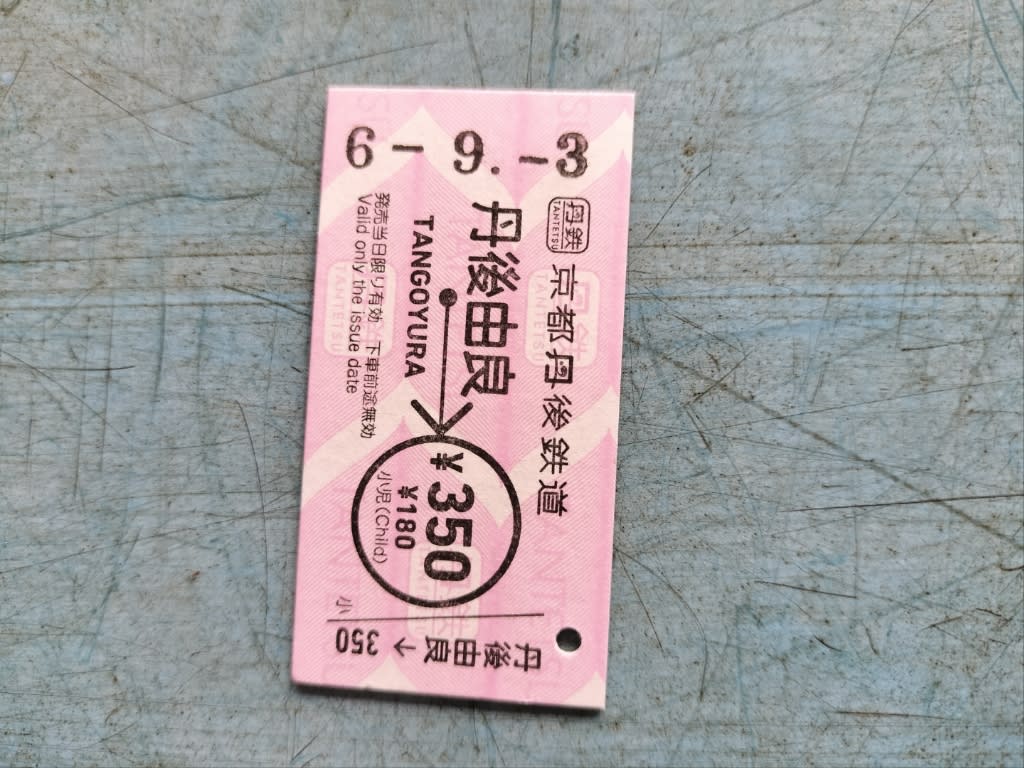 6-9.-3
丹鉄 TANTETSU 京都丹後鉄道
丹後由良
TANGOYURA
¥350
¥180
小児(Child)
発売当日限り有効 下車前途無効
Valid only the issue date
小
丹後由良
→350